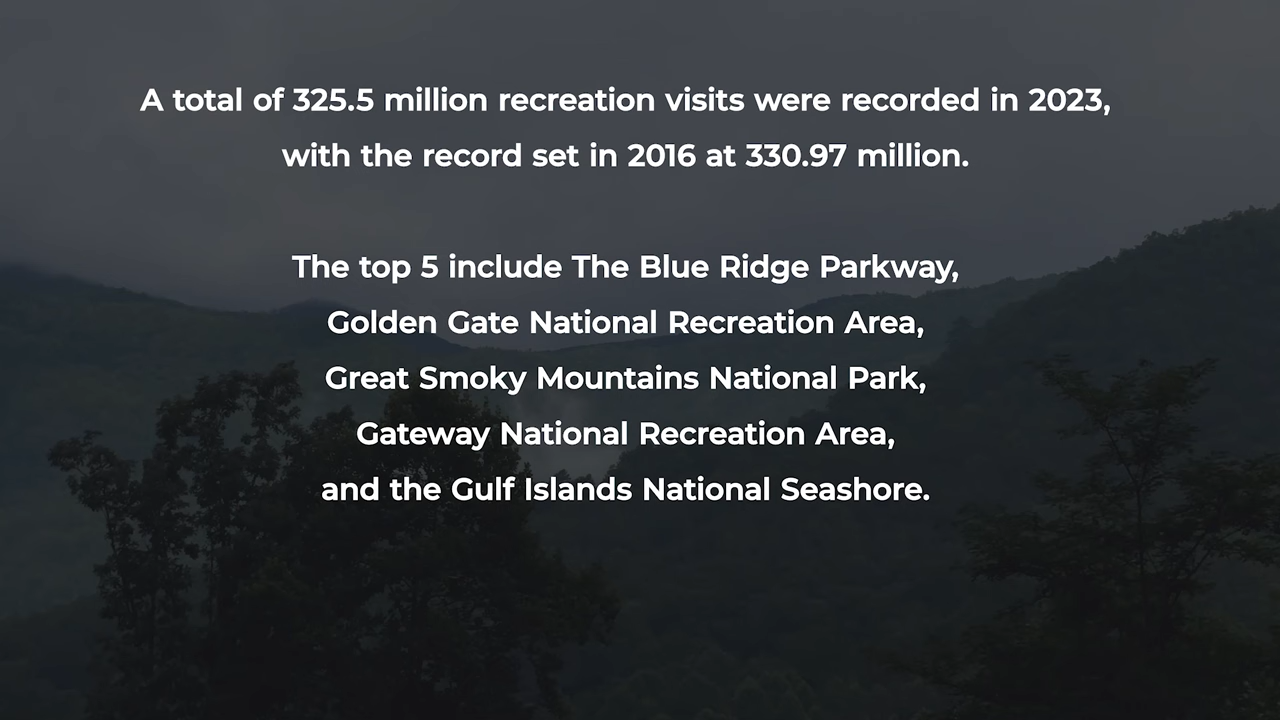 A total of 325.5 million recreation visits were recorded in 2023,
with the record set in 2016 at 330.97 million.
The top 5 include The Blue Ridge Parkway,
Golden Gate National Recreation Area,
Great Smoky Mountains National Park,
Gateway National Recreation Area,
and the Gulf Islands National Seashore.